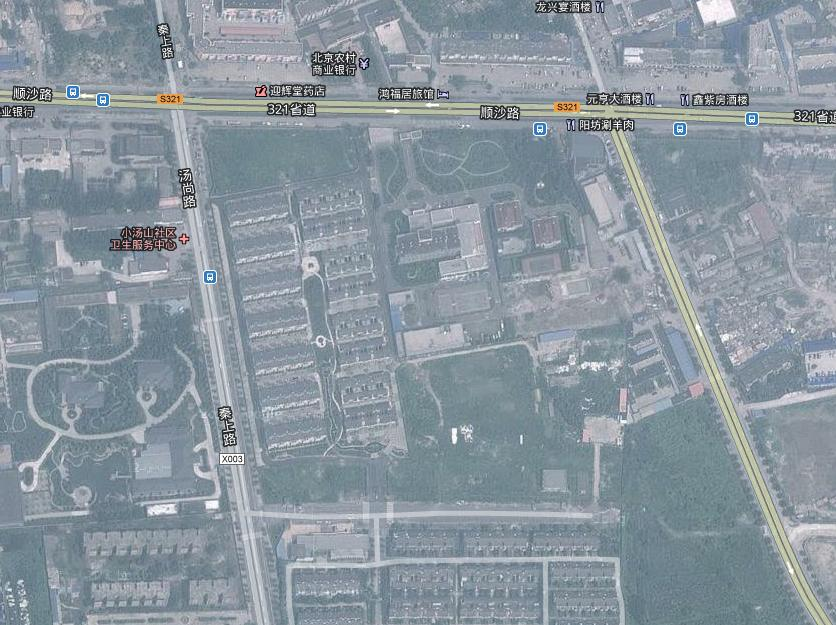 龙兴宴酒楼
秦上路
北京农村
商业银行
顺沙路
S321
迎辉堂药店
321省道
鸿福居旅馆
顺沙路
S321
元亨大酒楼
鑫紫房酒楼
业银行
阳坊涮羊肉
321省道
汤尚路
小汤山社区
卫生服务中心
秦上路
X003